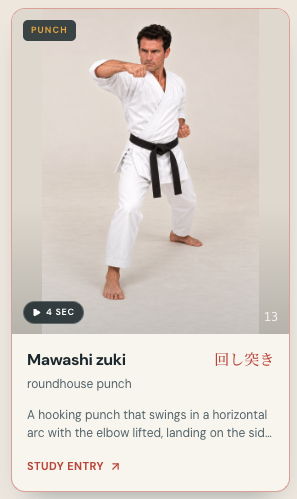 PUNCH
4 SEC
13
Mawashi zuki 回し突き
roundhouse punch
A hooking punch that swings in a horizontal
arc with the elbow lifted, landing on the sid...
STUDY ENTRY